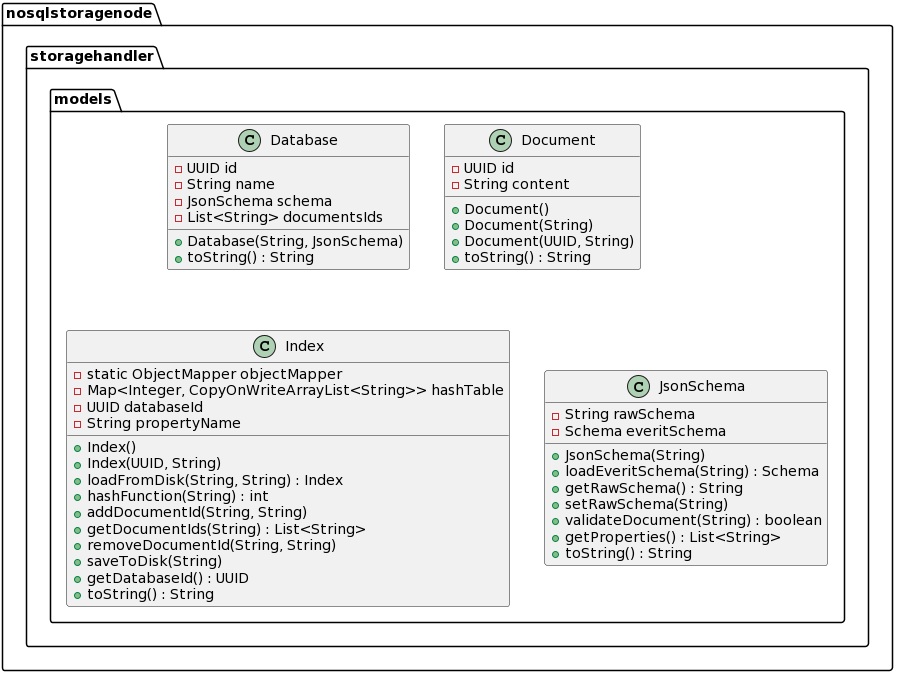 nosqlstoragenode
storagehandler
models
C Database
UUID id
String name
JsonSchema schema
List<String> documentsIds
Database(String, JsonSchema)
toString() : String
C Document
UUID id
String content
Document()
Document(String)
Document(UUID, String)
toString() : String
C Index
static ObjectMapper objectMapper
Map<Integer, CopyOnWriteArrayList<String>> hashTable
UUID databaseId
String propertyName
Index()
Index(UUID, String)
loadFromDisk(String, String) : Index
hashFunction(String) : int
addDocumentId(String, String)
getDocumentIds(String) : List<String>
removeDocumentId(String, String)
saveToDisk(String)
getDatabaseId() : UUID
toString() : String
C JsonSchema
String rawSchema
Schema everitSchema
JsonSchema(String)
loadEveritSchema(String) : Schema
getRawSchema() : String
setRawSchema(String)
validateDocument(String) : boolean
getProperties() : List<String>
toString() : String